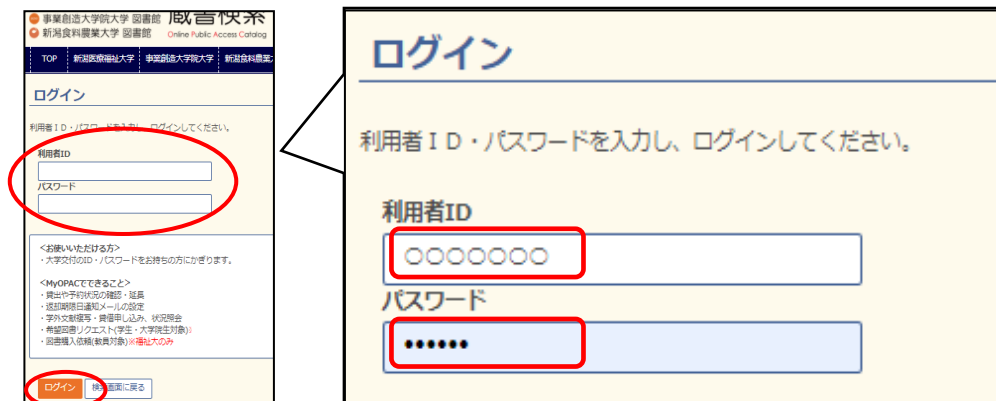 事業創造大学院大学 図書館
蔵書検索
新潟食料農業大学 図書館
Online Public Access Catalog
TOP 新潟医療福祉大学 事業創造大学院大学 新潟食料農業大
ログイン
利用者ID・パスワードを入力し、ログインしてください。
利用者ID
パスワード
<お使いいただける方>
・大学交付のID・パスワードをお持ちの方にかぎります。
<MyOPACでできること>
・貸出や予約状況の確認・延長
・返却期限日通知メールの設定
・学外文献複写・貸借申し込み、状況照会
・希望図書リクエスト(学生・大学院生対象)
・図書購入依頼(教員対象)※福祉大のみ
ログイン 検索画面に戻る
ログイン
利用者ID・パスワードを入力し、ログインしてください。
利用者ID
○○○○○○○
パスワード
••••••